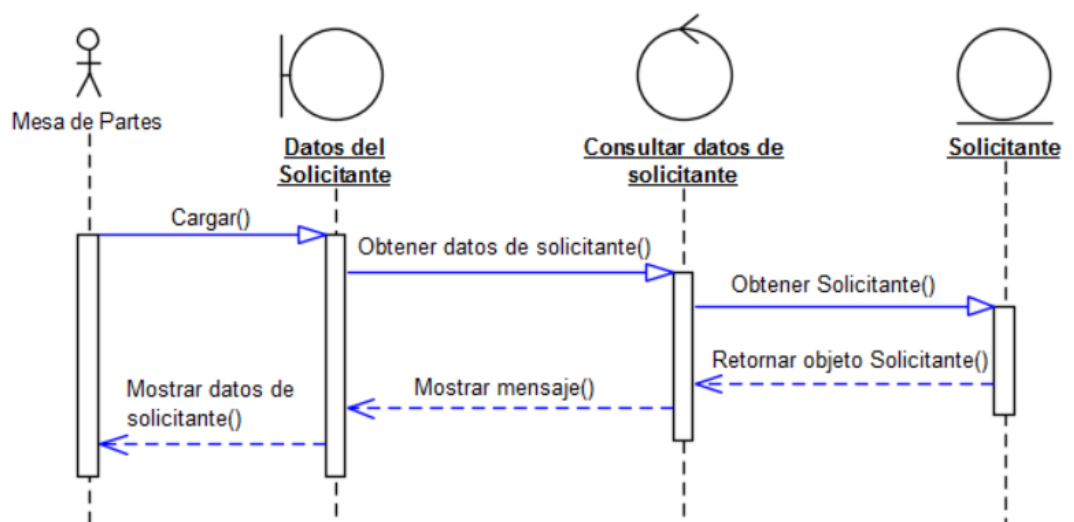 Mesa de Partes
Datos del
Solicitante
Consultar datos de
solicitante
Solicitante
Cargar()
Obtener datos de solicitante()
Obtener Solicitante()
Retornar objeto Solicitante()
Mostrar mensaje()
Mostrar datos de
solicitante()